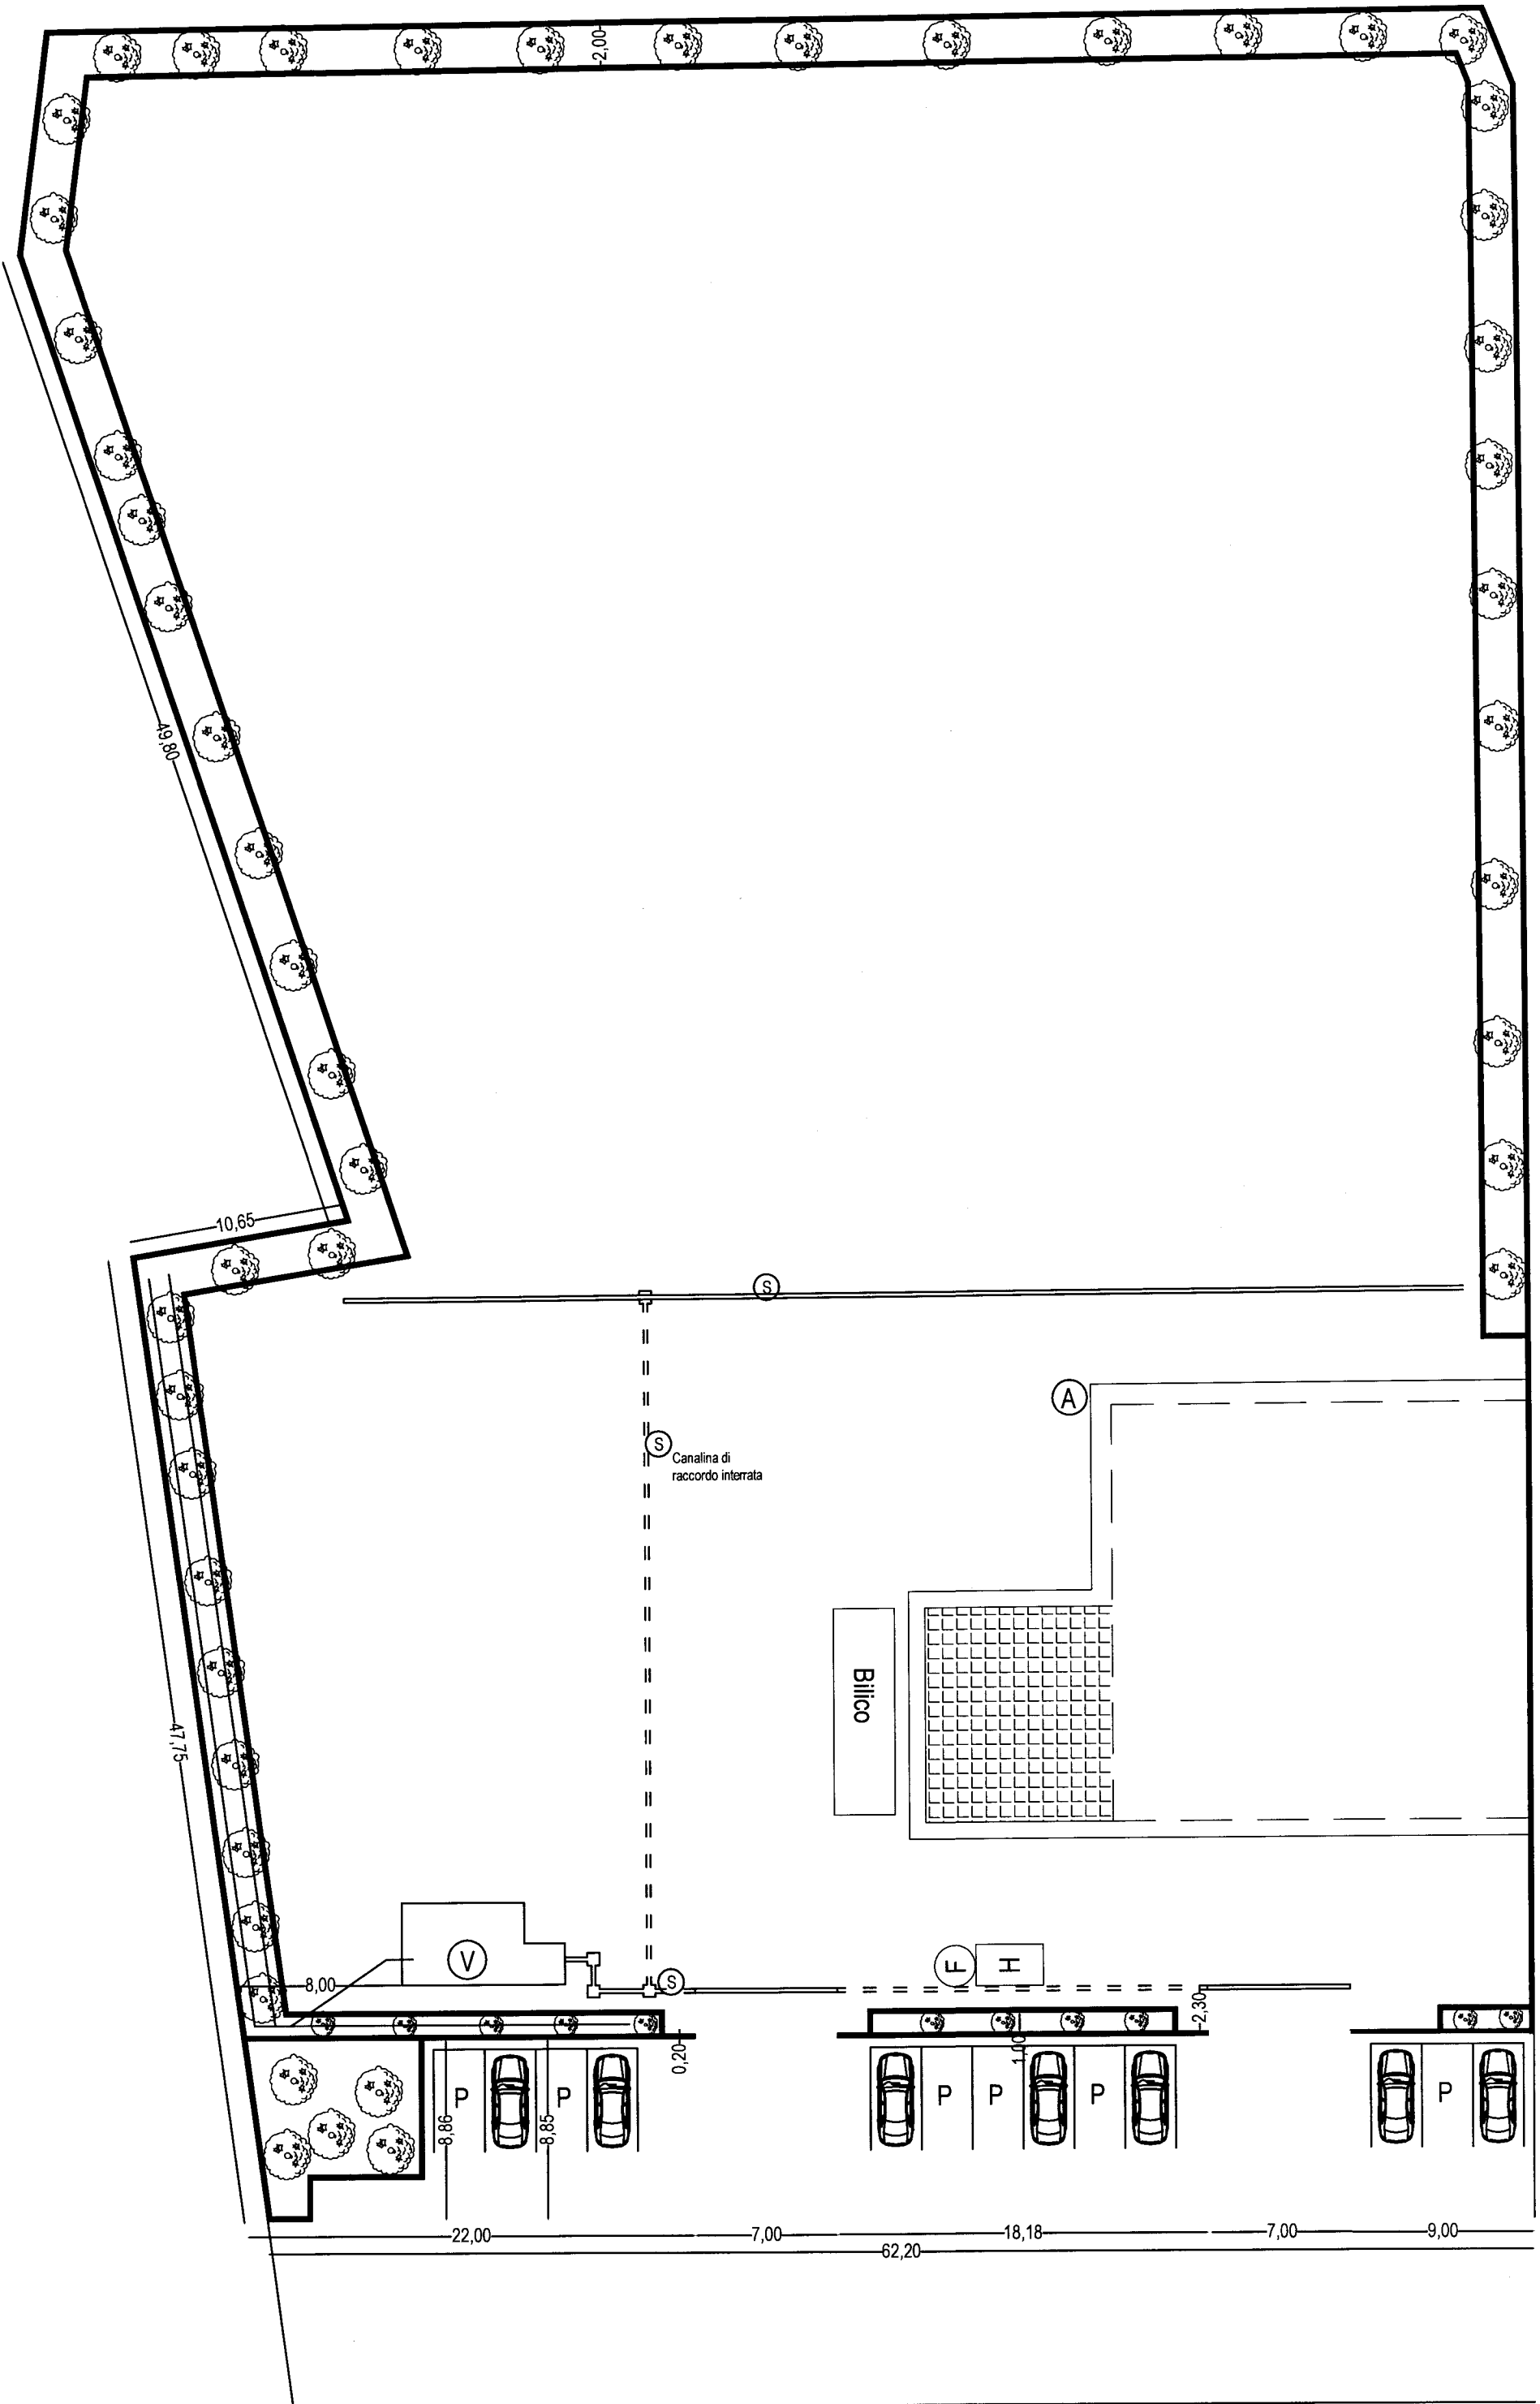 2,00
49,80
10,65
S
A
S
Canalina di
raccordo interrata
Bilico
47,75
V
F
H
S
8,00
2,30
0,20
1,00
P
P
P
P
P
P
8,86
8,85
22,00
7,00
18,18
7,00
9,00
62,20